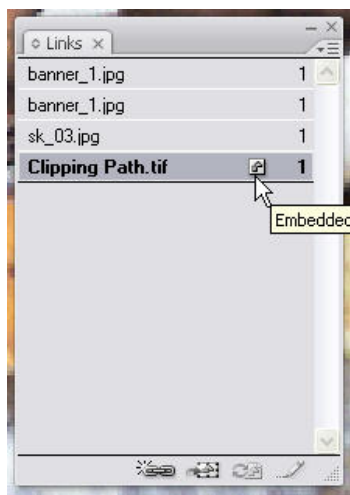 Links
banner_1.jpg 1
banner_1.jpg 1
sk_03.jpg 1
Clipping Path.tif 1
Embedded